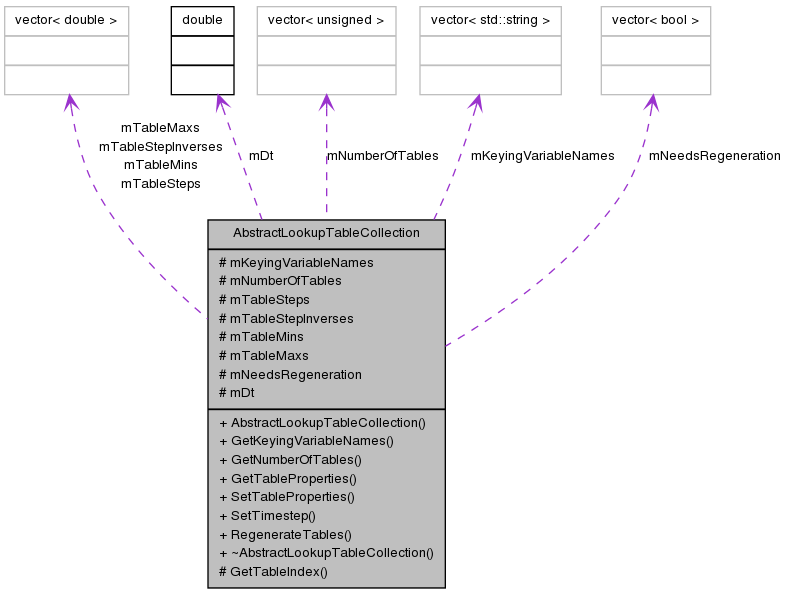 vector< double >
double
vector< unsigned >
vector< std::string >
vector< bool >
mTableMaxs
mTableStepInverses
mTableMins
mTableSteps
mDt
mNumberOfTables
mKeyingVariableNames
mNeedsRegeneration
AbstractLookupTableCollection
# mKeyingVariableNames
# mNumberOfTables
# mTableSteps
# mTableStepInverses
# mTableMins
# mTableMaxs
# mNeedsRegeneration
# mDt
+ AbstractLookupTableCollection()
+ GetKeyingVariableNames()
+ GetNumberOfTables()
+ GetTableProperties()
+ SetTableProperties()
+ SetTimestep()
+ RegenerateTables()
+ ~AbstractLookupTableCollection()
# GetTableIndex()